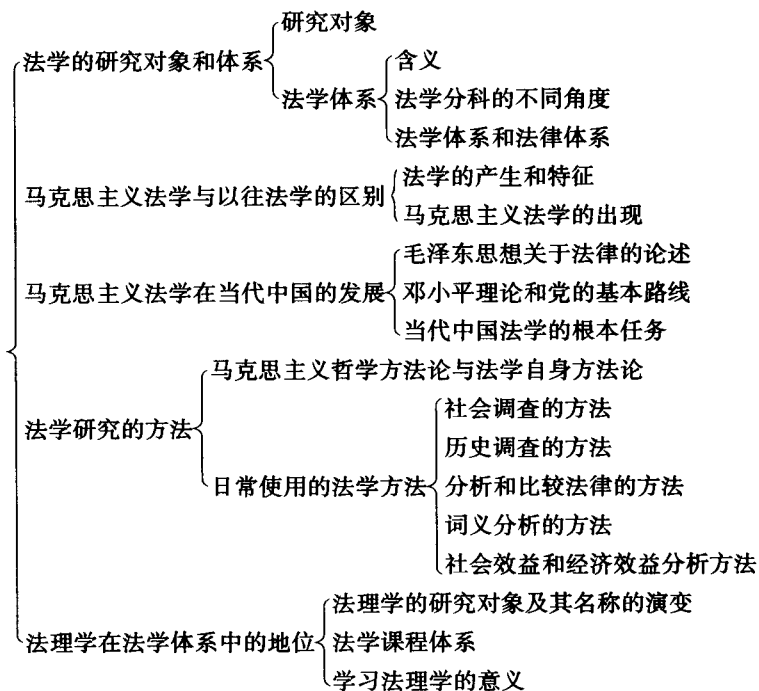 法学的研究对象和体系
研究对象
法学体系
含义
法学分科的不同角度
法学体系和法律体系
马克思主义法学与以往法学的区别
法学的产生和特征
马克思主义法学的出现
马克思主义法学在当代中国的发展
毛泽东思想关于法律的论述
邓小平理论和党的基本路线
当代中国法学的根本任务
法学研究的方法
马克思主义哲学方法论与法学自身方法论
日常使用的法学方法
社会调查的方法
历史调查的方法
分析和比较法律的方法
词义分析的方法
社会效益和经济效益分析方法
法理学在法学体系中的地位
法理学的研究对象及其名称的演变
法学课程体系
学习法理学的意义